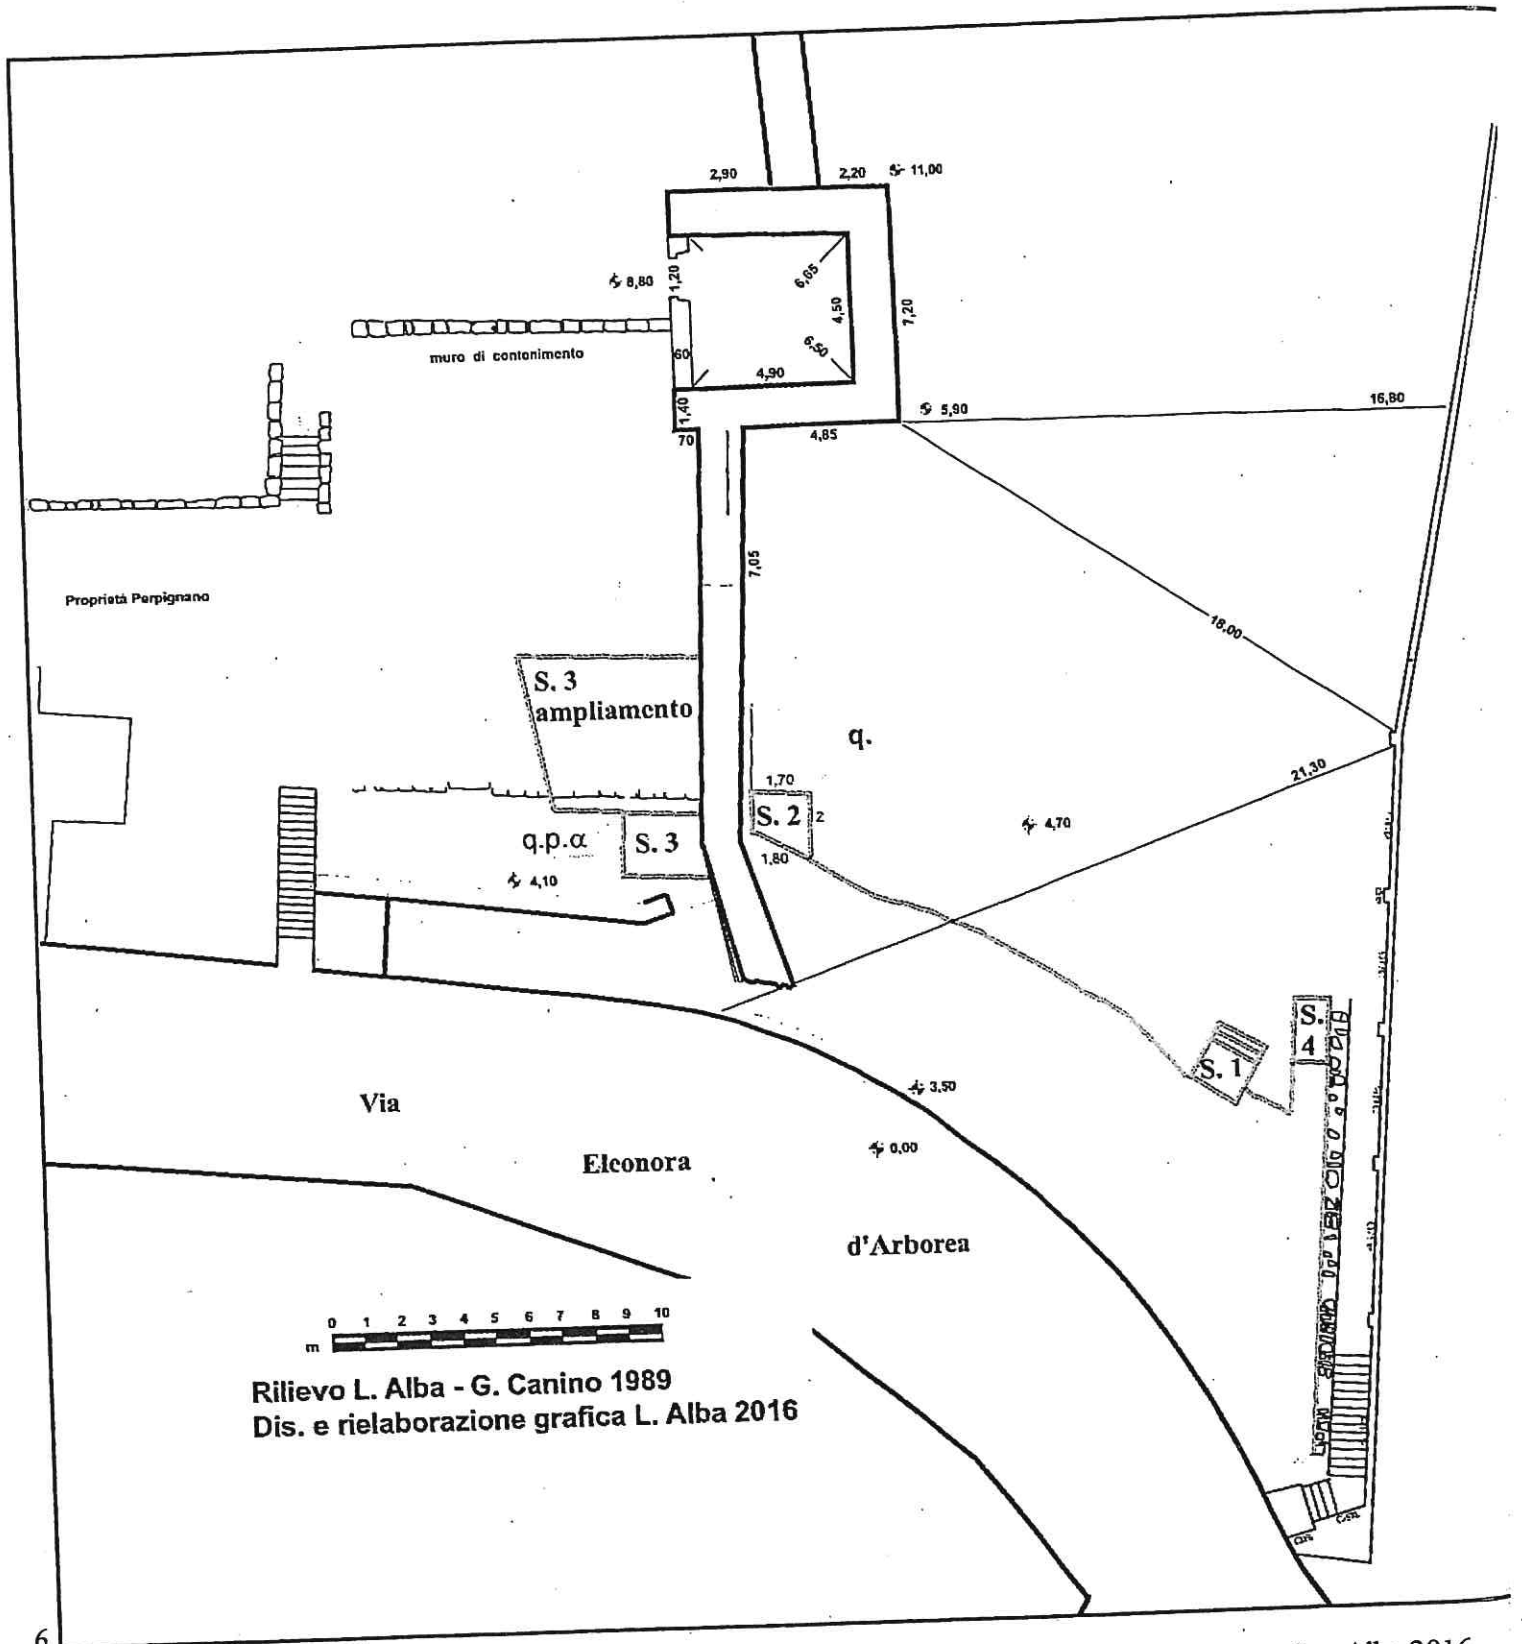 2,90
2,20
11,00
8,80
1,20
6,65
4,50
7,20
6,50
60
muro di contenimento
4,90
1,40
70
4,85
5,90
16,80
7,05
18,00
Proprietà Perpignano
S. 3
ampliamento
q.
21,30
1,70
S. 2
2
4,70
q.p.α
S. 3
1,80
4,10
S.
4
S. 1
3,50
Via
0,00
Eleonora
d'Arborea
0 1 2 3 4 5 6 7 8 9 10
m
Rilievo L. Alba - G. Canino 1989
Dis. e rielaborazione grafica L. Alba 2016
6
2016